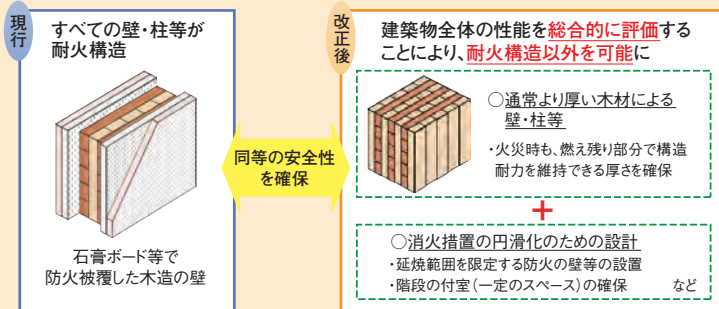 現行
すべての壁・柱等が
耐火構造
石膏ボード等で
防火被覆した木造の壁
同等の安全性
を確保
改正後
建築物全体の性能を総合的に評価する
ことにより、耐火構造以外を可能に
○通常より厚い木材による
壁・柱等
・火災時も、燃え残り部分で構造
耐力を維持できる厚さを確保
+
○消火措置の円滑化のための設計
・延焼範囲を限定する防火の壁等の設置
・階段の付室(一定のスペース)の確保 など